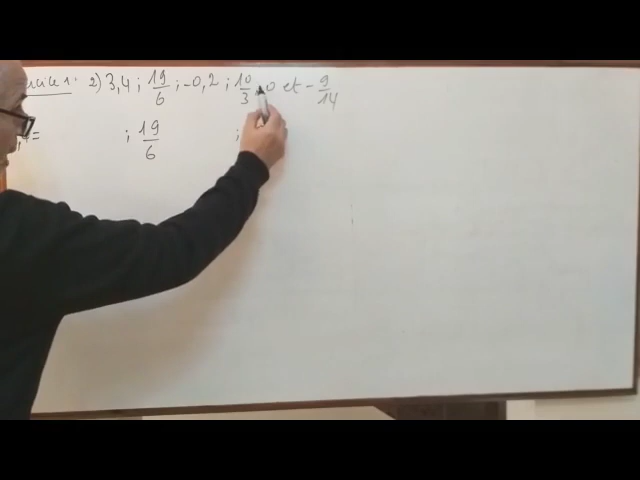 2) 3,4 ; 19/6 ; -0,2 ; 10/3 0 et - 9/14
= ; 19/6 ;